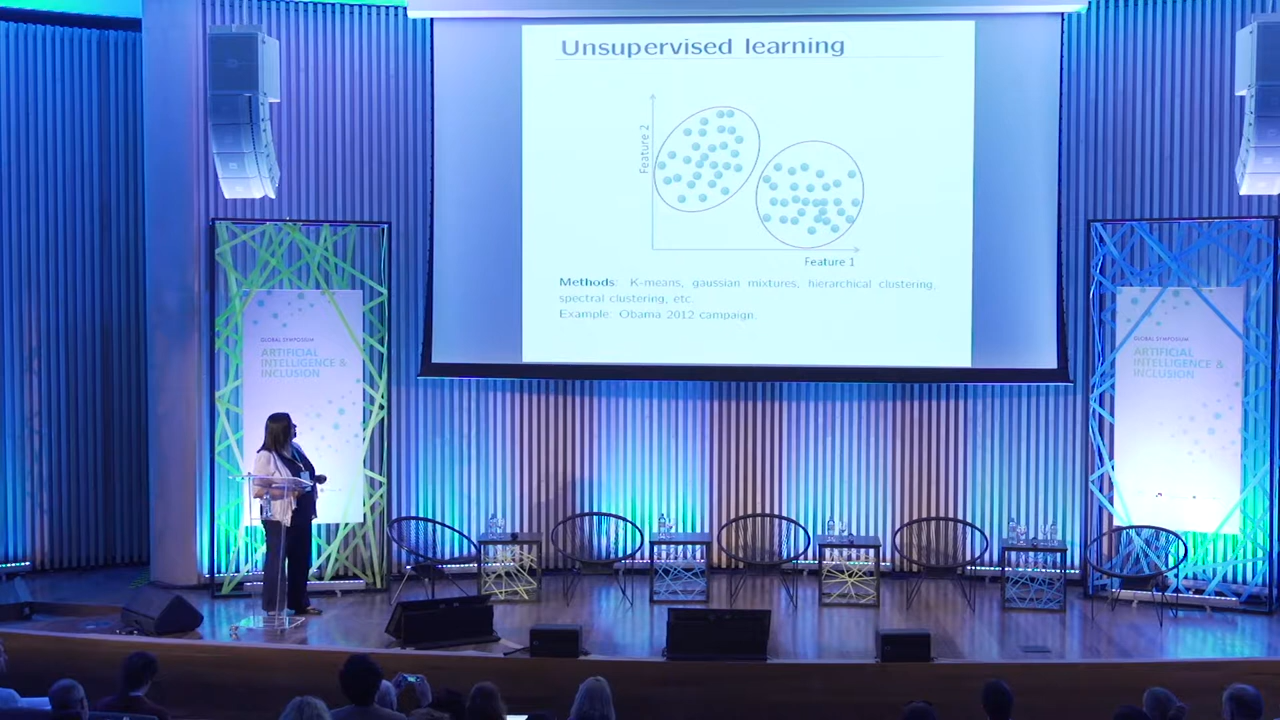 Unsupervised learning
Feature 2
Feature 1
Methods: K-means, gaussian mixtures, hierarchical clustering,
spectral clustering, etc.
Example: Obama 2012 campaign.
GLOBAL SYMPOSIUM
ARTIFICIAL
INTELLIGENCE &
INCLUSION
GLOBAL SYMPOSIUM
ARTIFICIAL
INTELLIGENCE &
INCLUSION